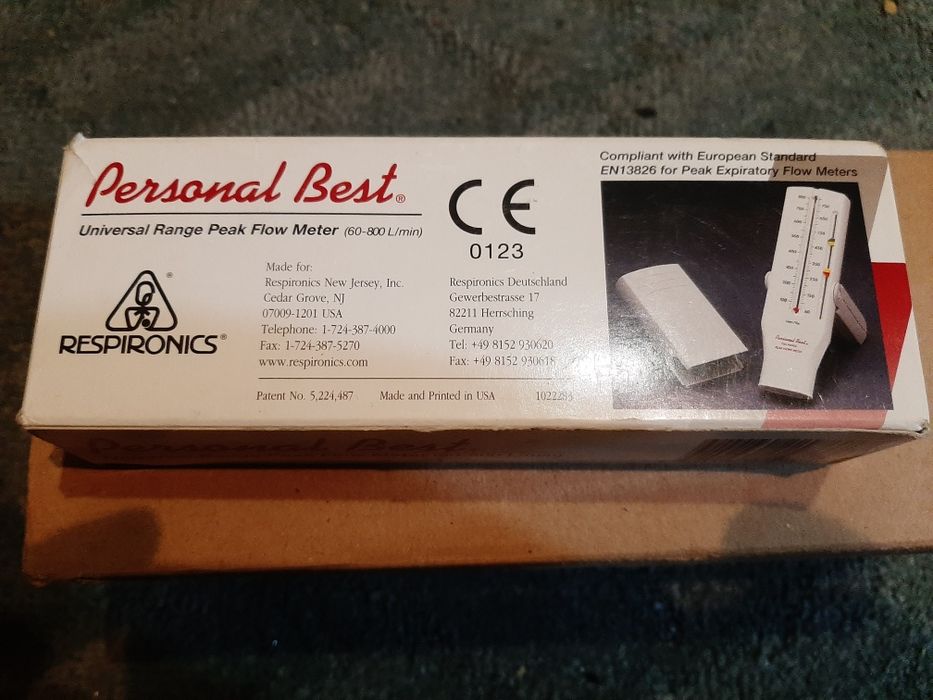 Personal Best®
Universal Range Peak Flow Meter (60-800 L/min)
CE
0123
Compliant with European Standard
EN13826 for Peak Expiratory Flow Meters
RESPIRONICS®
Made for:
Respironics New Jersey, Inc.
Cedar Grove, NJ
07009-1201 USA
Telephone: 1-724-387-4000
Fax: 1-724-387-5270
www.respironics.com
Respironics Deutschland
Gewerbestrasse 17
82211 Herrsching
Germany
Tel: +49 8152 930620
Fax: +49 8152 930618
Patent No. 5,224,487 Made and Printed in USA
Personal Best
Personal Best